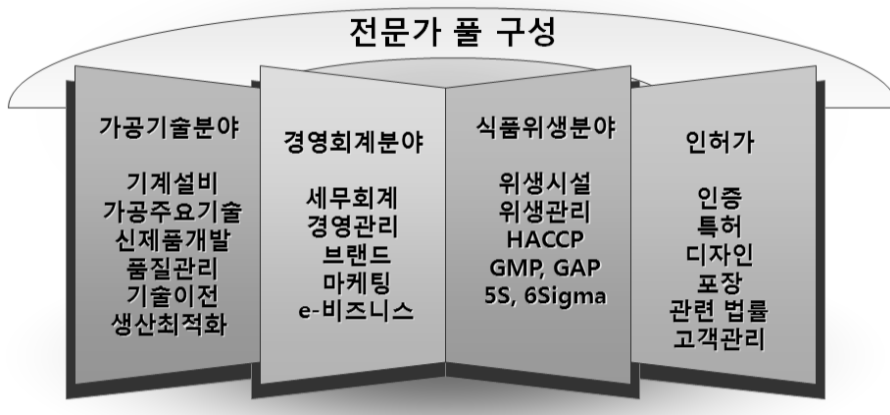 전문가 풀 구성
가공기술분야
기계설비
가공주요기술
신제품개발
품질관리
기술이전
생산최적화
경영회계분야
세무회계
경영관리
브랜드
마케팅
e-비즈니스
식품위생분야
위생시설
위생관리
HACCP
GMP, GAP
5S, 6Sigma
인허가
인증
특허
디자인
포장
관련 법률
고객관리